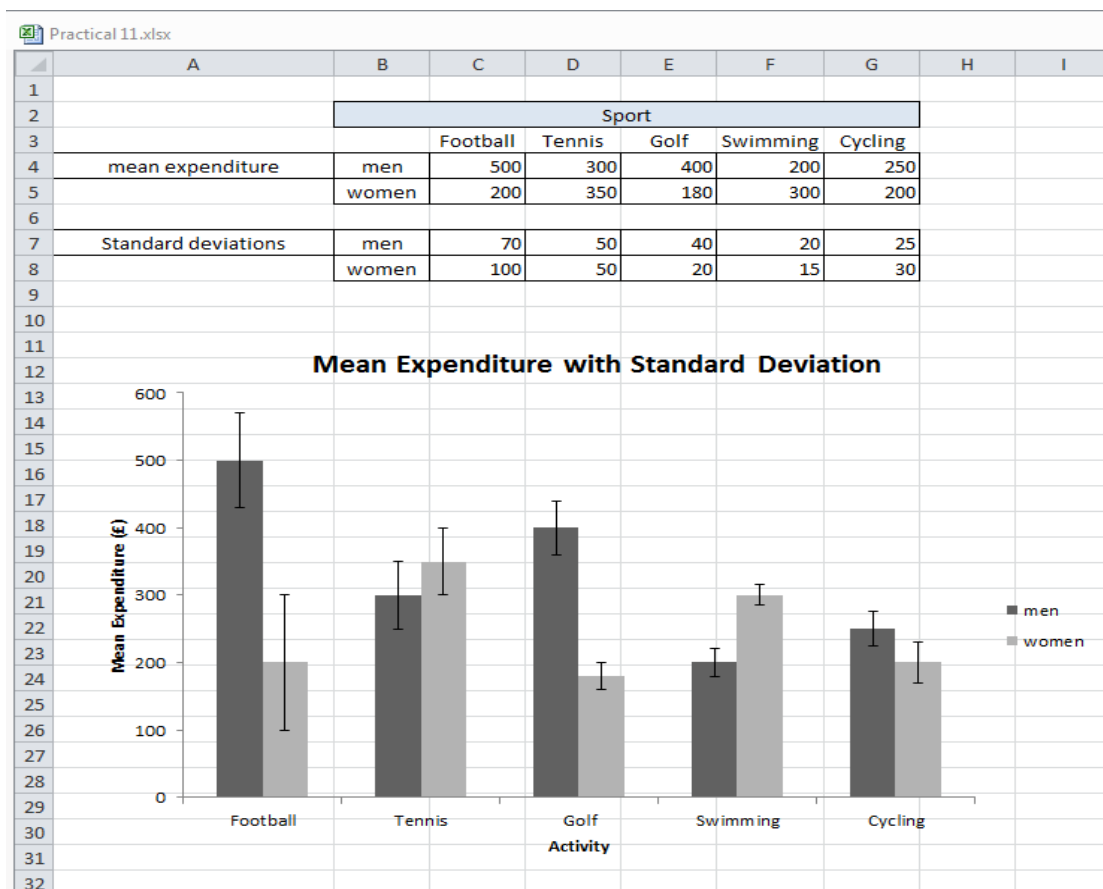 Practical 11.xlsx
A B C D E F G H I
1
2 Sport
3 Football Tennis Golf Swimming Cycling
4 mean expenditure men 500 300 400 200 250
5 women 200 350 180 300 200
6
7 Standard deviations men 70 50 40 20 25
8 women 100 50 20 15 30
9
10
11
12
13
14
15
16
17
18
19
20
21
22
23
24
25
26
27
28
29
30
31
32
Mean Expenditure with Standard Deviation
Mean Expenditure (£)
600
500
400
300
200
100
0
Football Tennis Golf Swimming Cycling
Activity
men
women